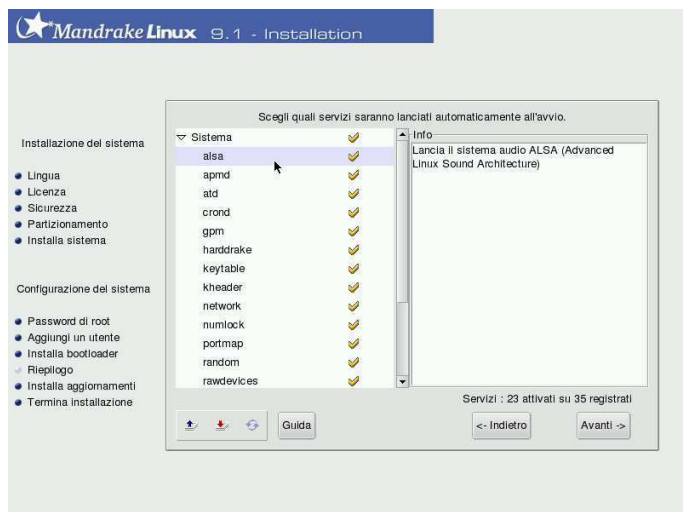 Mandrake Linux 9.1 - Installation
Installazione del sistema
Lingua
Licenza
Sicurezza
Partizionamento
Installa sistema
Configurazione del sistema
Password di root
Aggiungi un utente
Installa bootloader
Riepilogo
Installa aggiornamenti
Termina installazione
Scegli quali servizi saranno lanciati automaticamente all'avvio.
Sistema
alsa
apmd
atd
crond
gpm
harddrake
keytable
kheader
network
numlock
portmap
random
rawdevices
Info
Lancia il sistema audio ALSA (Advanced
Linux Sound Architecture)
Servizi : 23 attivati su 35 registrati
Guida
<- Indietro
Avanti ->